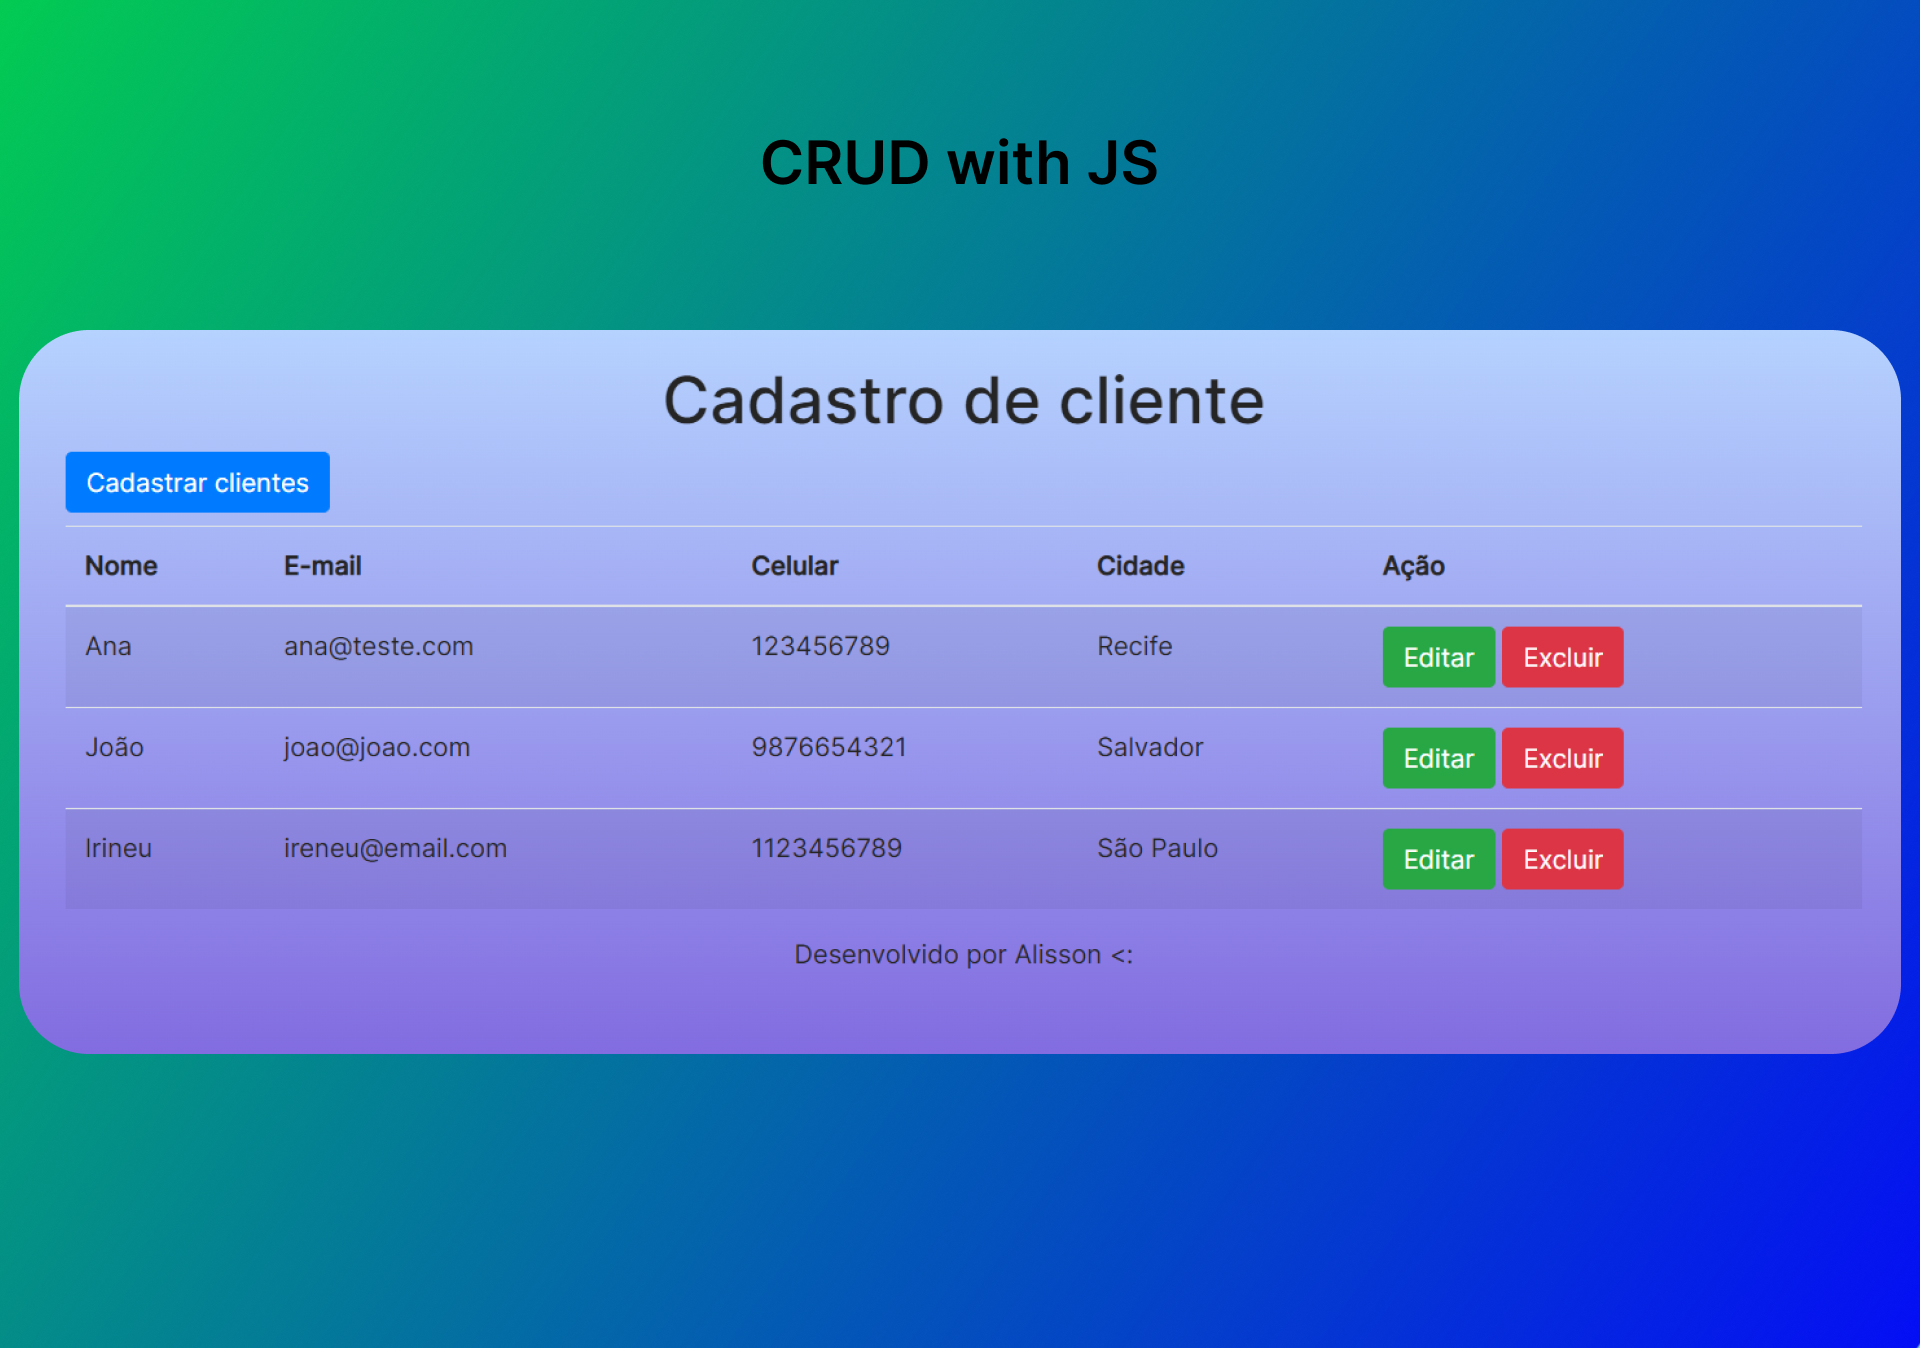 CRUD with JS
Cadastro de cliente
Cadastrar clientes
Nome E-mail Celular Cidade Ação
Ana ana@teste.com 123456789 Recife Editar Excluir
João joao@joao.com 9876654321 Salvador Editar Excluir
Irineu ireneu@email.com 1123456789 São Paulo Editar Excluir
Desenvolvido por Alisson <: